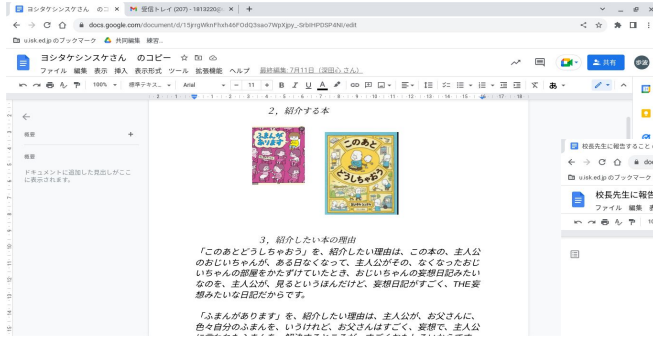 ヨシタケシンスケさん のコ
受信トレイ (207) - 1813220@
docs.google.com/document/d/15jrrgWknFhxh46FOdQ3sao7WpXjpy_-SrbIHPDSP4NI/edit
u.isk.ed.jp のブックマーク 共同編集 練習..
ヨシタケシンスケさん のコピー
ファイル 編集 表示 挿入 表示形式 ツール 拡張機能 ヘルプ 最終編集: 7月11日(深田心 さん)
共有
100% 標準テキス... Arial 11
概要
概要
ドキュメントに追加した見出しがここに表示されます。
2，紹介する本
ふまんがあります
このあとどうしちゃおう
3，紹介したい本の理由
「このあとどうしちゃおう」を、紹介したい理由は、この本の、主人公
のおじいちゃんが、ある日なくなって、主人公がその、なくなったおじ
いちゃんの部屋をかたずけていたとき、おじいちゃんの妄想日記みたい
なのを、主人公が、見るというほんだけど、妄想日記がすごく、THE妄
想みたいな日記だからです。
「ふまんがあります」を、紹介したい理由は、主人公が、お父さんに、
色々自分のふまんを、いうけれど、お父さんはすごく、妄想で、主人公
校長先生に報告すること
u.isk.ed.jp のブックマーク
校長先生に報告
ファイル 編集